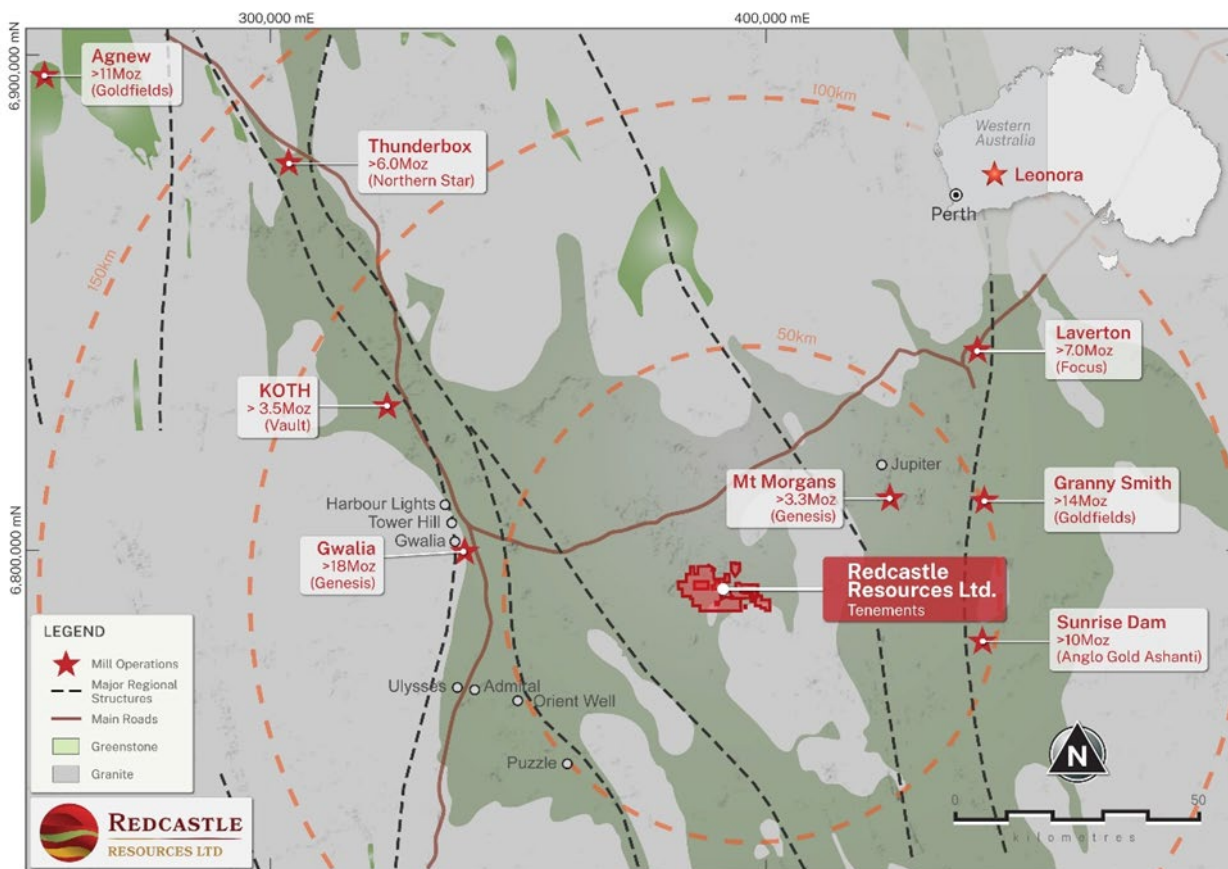 300,000 mE
400,000 mE
6,900,000 mN
Agnew
>11Moz
(Goldfields)
Thunderbox
>6.0Moz
(Northern Star)
100km
Western
Australia
Leonora
Perth
150km
50km
Laverton
>7.0Moz
(Focus)
KOTH
> 3.5Moz
(Vault)
Jupiter
Mt Morgans
>3.3Moz
(Genesis)
Granny Smith
>14Moz
(Goldfields)
Harbour Lights
Tower Hill
Gwalia
6,800,000 mN
Gwalia
>18Moz
(Genesis)
Redcastle
Resources Ltd.
Tenements
Sunrise Dam
>10Moz
(Anglo Gold Ashanti)
LEGEND
Mill Operations
Major Regional
Structures
Main Roads
Greenstone
Granite
Ulysses
Admital
Orient Well
Puzzle
N
0
50
kilometres
REDCASTLE
RESOURCES LTD